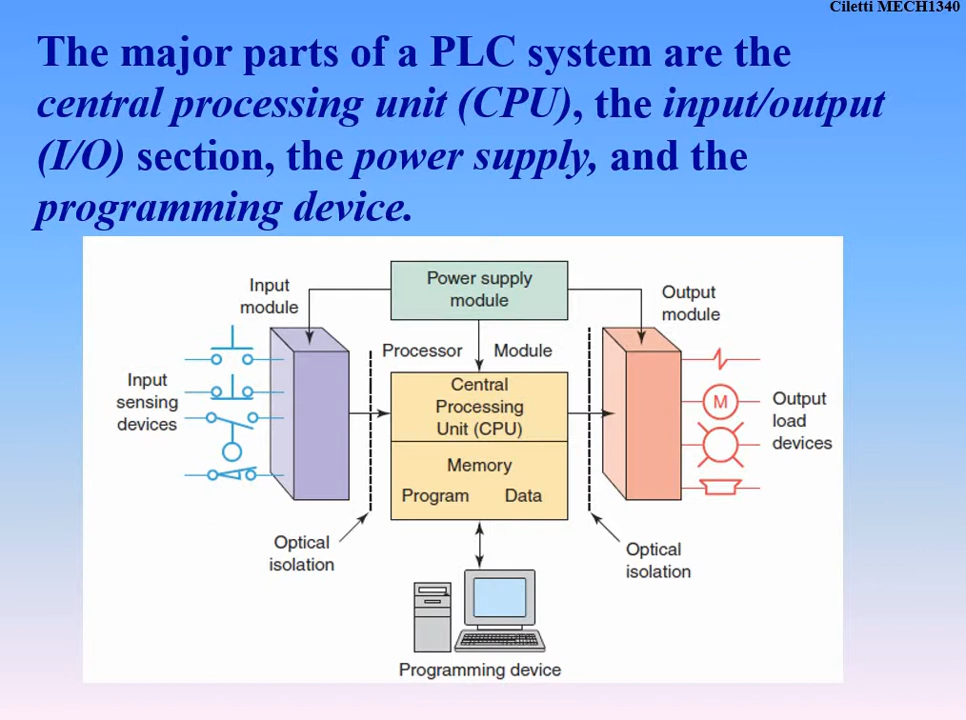 Ciletti MECH1340
The major parts of a PLC system are the
central processing unit (CPU), the input/output
(I/O) section, the power supply, and the
programming device.
Power supply
module
Input
module
Output
module
Processor Module
Input
sensing
devices
Central
Processing
Unit (CPU)
Memory
Program Data
M
Output
load
devices
Optical
isolation
Optical
isolation
Programming device